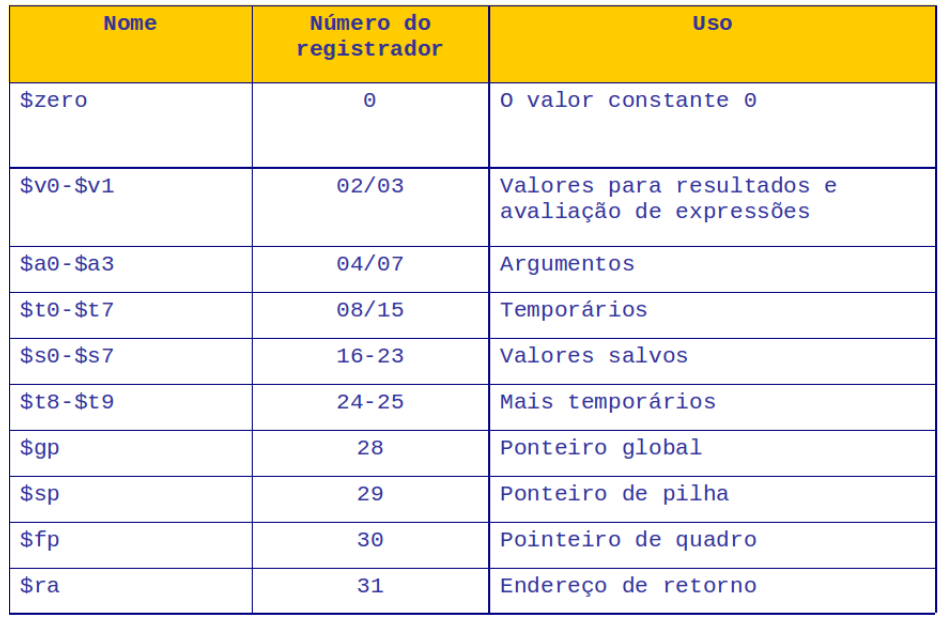 Nome Número do registrador Uso
$zero 0 O valor constante 0
$v0-$v1 02/03 Valores para resultados e
avaliação de expressões
$a0-$a3 04/07 Argumentos
$t0-$t7 08/15 Temporários
$s0-$s7 16-23 Valores salvos
$t8-$t9 24-25 Mais temporários
$gp 28 Ponteiro global
$sp 29 Ponteiro de pilha
$fp 30 Pointeiro de quadro
$ra 31 Endereço de retorno